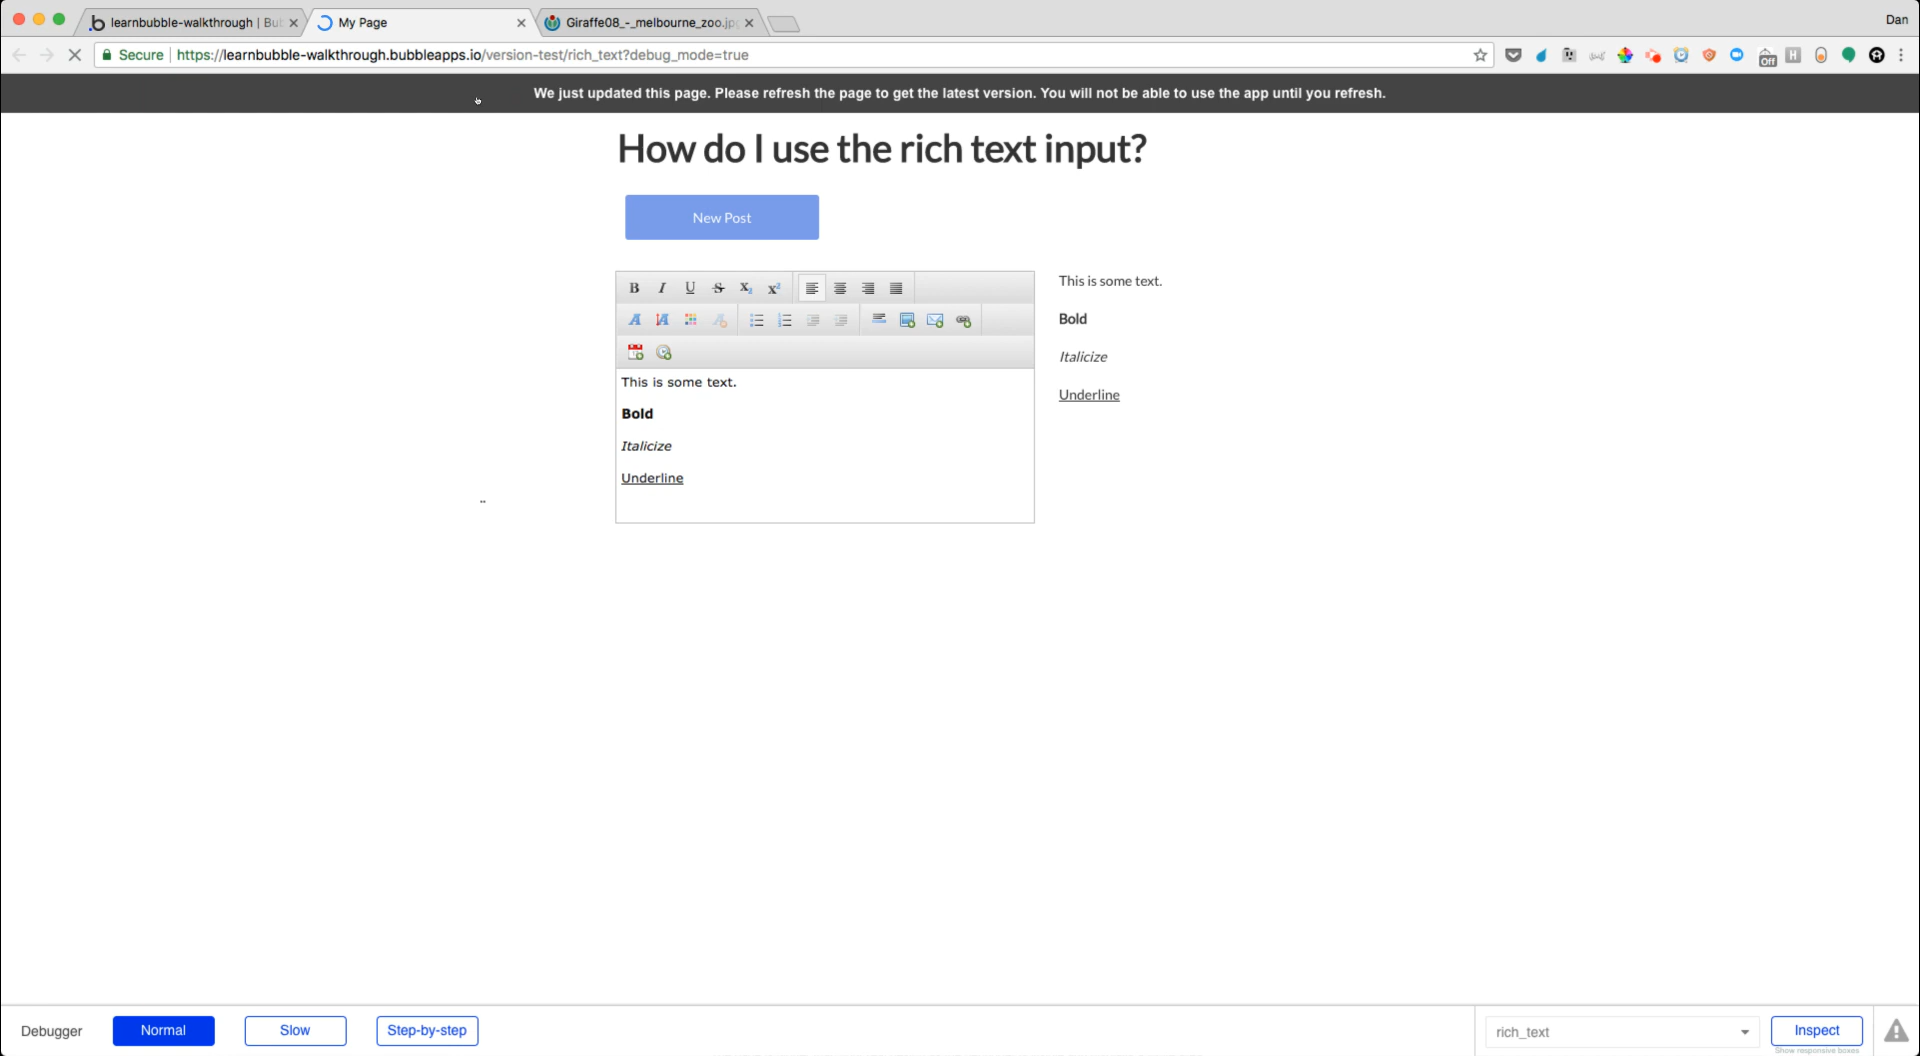 learnbubble-walkthrough | Bu
My Page
Giraffe08_-_melbourne_zoo.jp
Dan
Secure
https://learnbubble-walkthrough.bubbleapps.io/version-test/rich_text?debug_mode=true
Off
H
We just updated this page. Please refresh the page to get the latest version. You will not be able to use the app until you refresh.
How do I use the rich text input?
New Post
This is some text.
Bold
Italicize
Underline
This is some text.
Bold
Italicize
Underline
Debugger
Normal
Slow
Step-by-step
rich_text
Inspect
Show responsive boxes